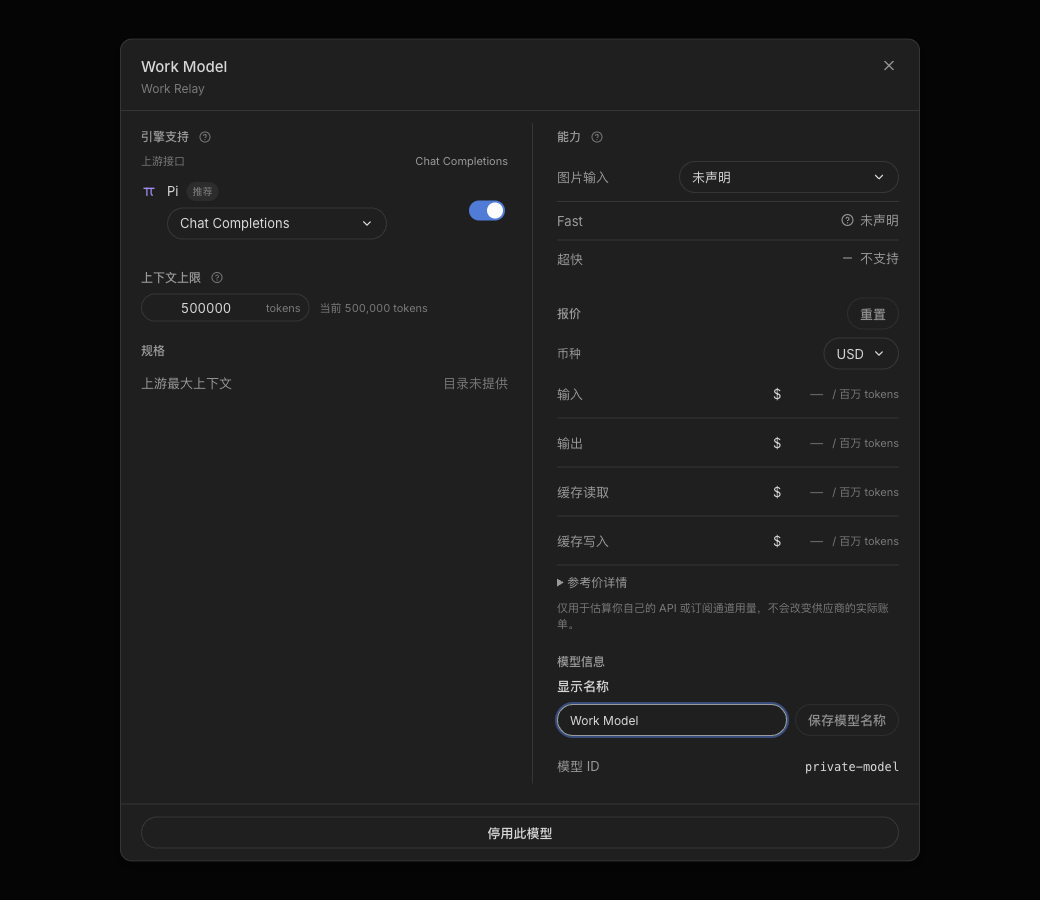 Work Model
Work Relay
引擎支持
上游接口 Chat Completions
Pi 推荐
Chat Completions
上下文上限
500000 tokens 当前 500,000 tokens
规格
上游最大上下文 目录未提供
能力
图片输入 未声明
Fast 未声明
超快 — 不支持
报价 重置
币种 USD
输入 $ — / 百万 tokens
输出 $ — / 百万 tokens
缓存读取 $ — / 百万 tokens
缓存写入 $ — / 百万 tokens
参考价详情
仅用于估算你自己的 API 或订阅通道用量，不会改变供应商的实际账
单。
模型信息
显示名称
Work Model 保存模型名称
模型 ID private-model
停用此模型